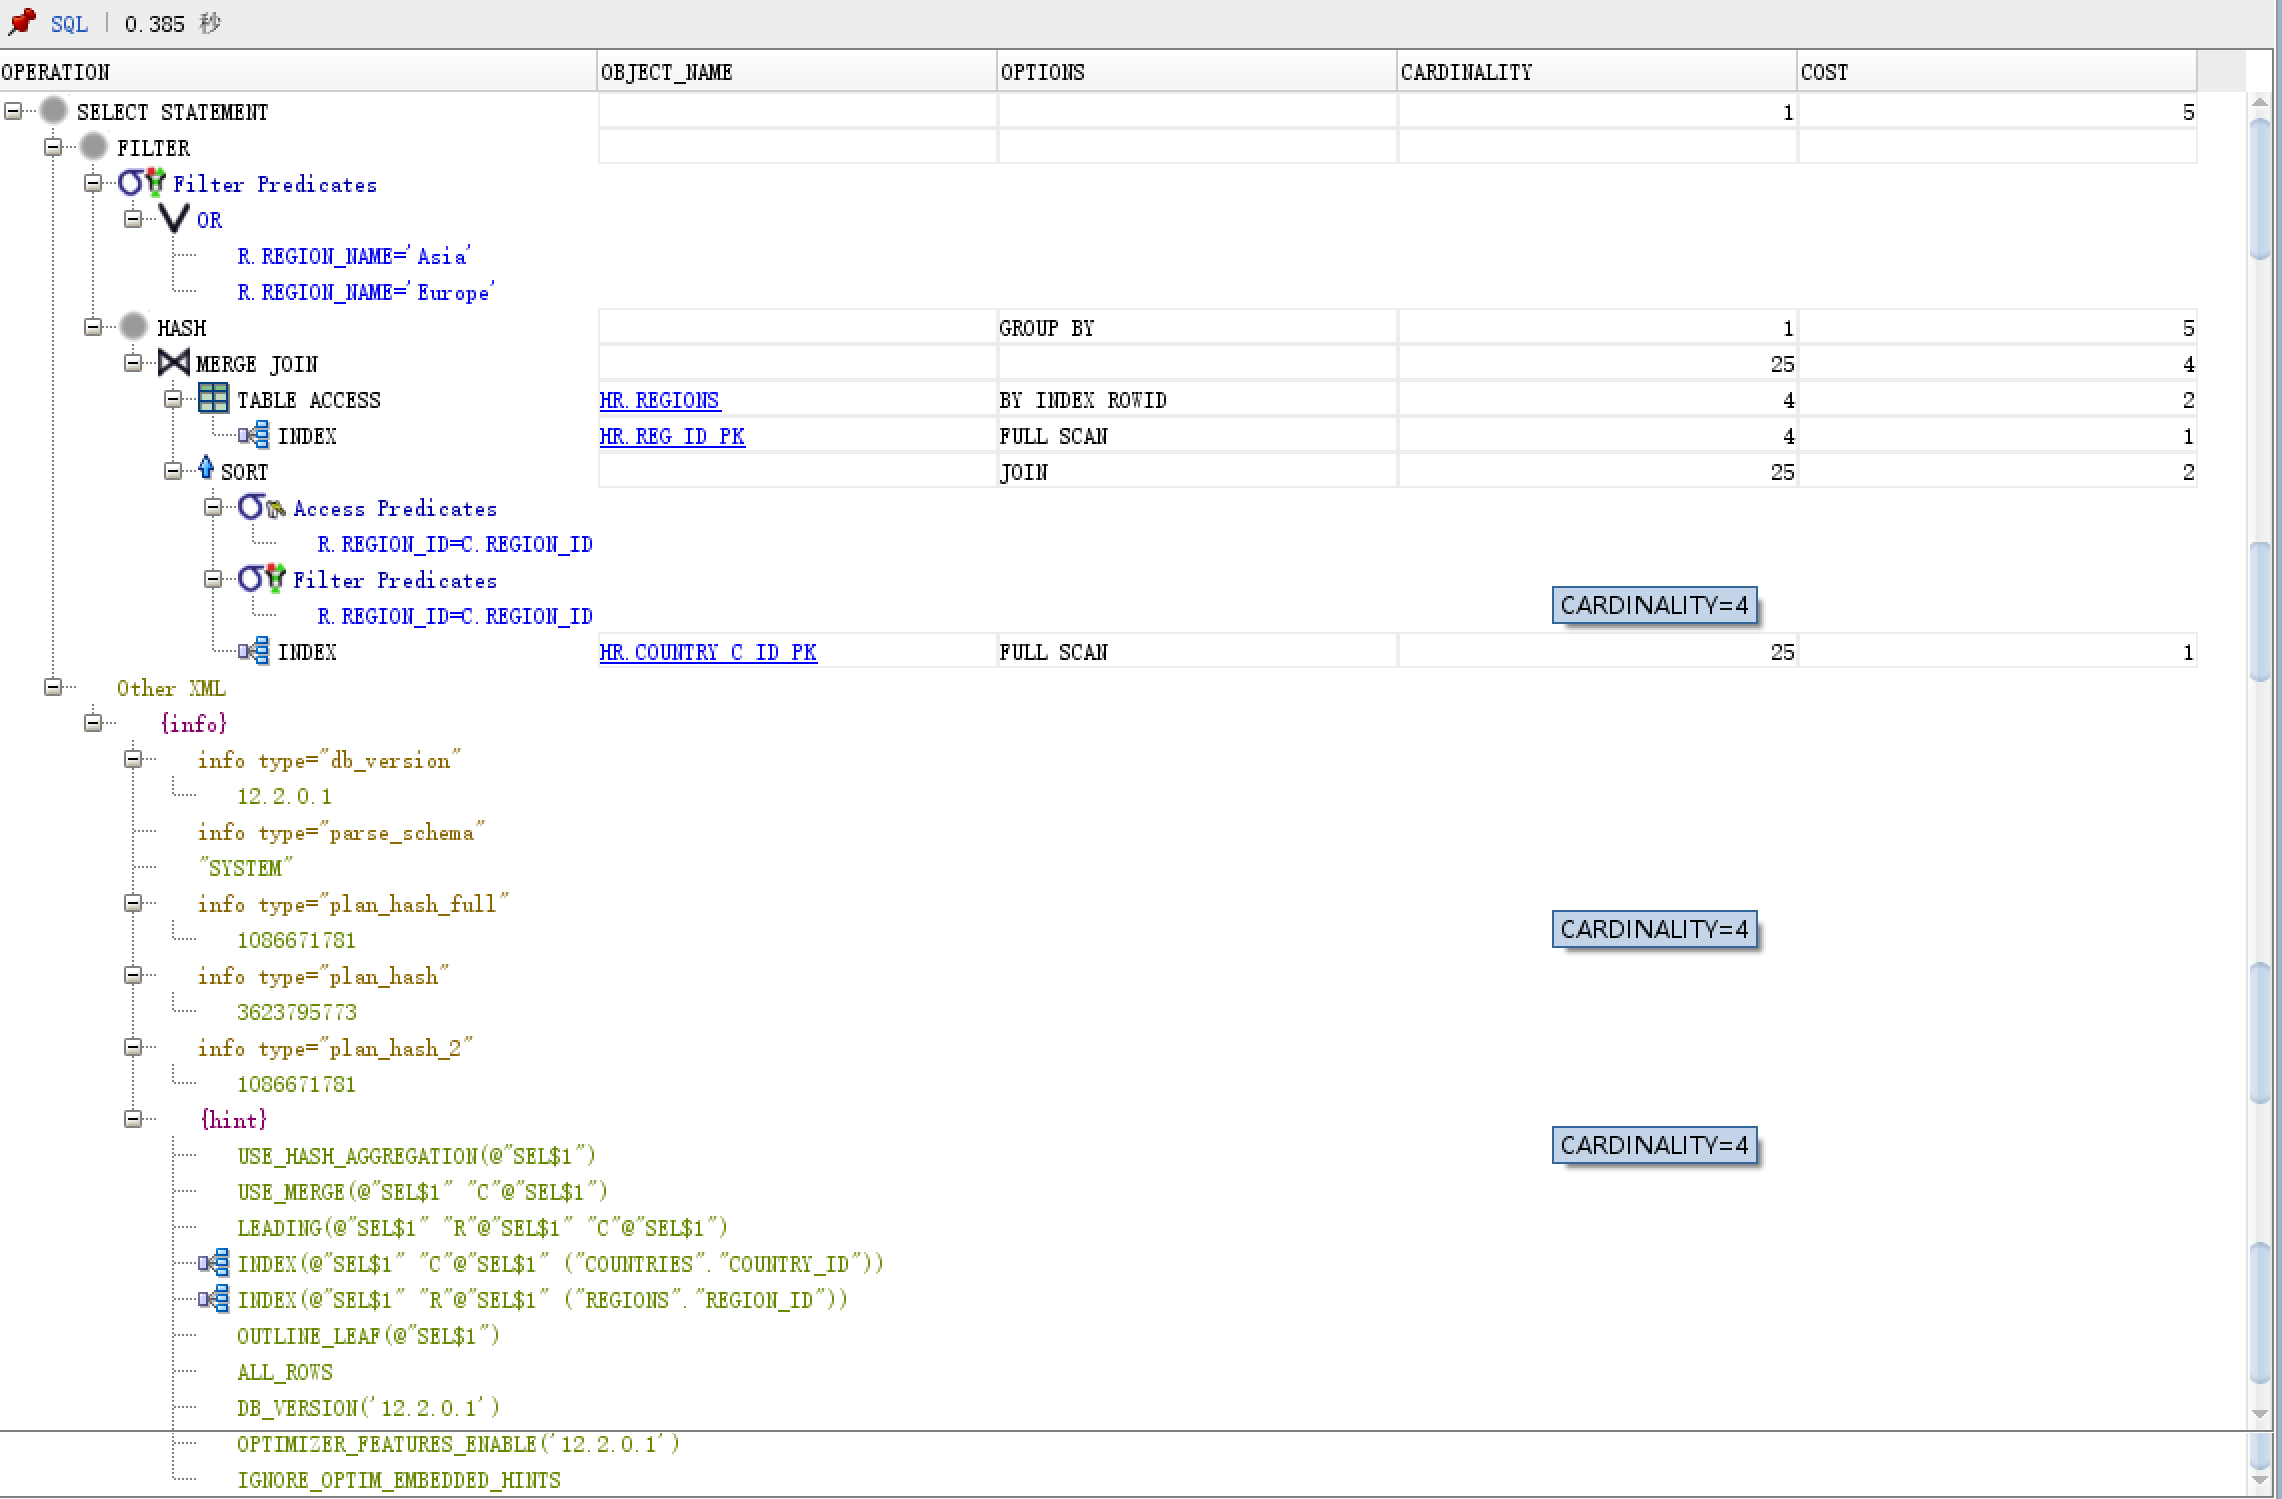 SQL | 0.385 秒
OPERATION OBJECT_NAME OPTIONS CARDINALITY COST
SELECT STATEMENT 1 5
FILTER
Filter Predicates
OR
R.REGION_NAME='Asia'
R.REGION_NAME='Europe'
HASH GROUP BY 1 5
MERGE JOIN 25 4
TABLE ACCESS HR.REGIONS BY INDEX ROWID 4 2
INDEX HR.REG_ID_PK FULL SCAN 4 1
SORT JOIN 25 2
Access Predicates
R.REGION_ID=C.REGION_ID
Filter Predicates
R.REGION_ID=C.REGION_ID
CARDINALITY=4
INDEX HR.COUNTRY_C_ID_PK FULL SCAN 25 1
Other XML
{info}
info type="db_version"
12.2.0.1
info type="parse_schema"
"SYSTEM"
info type="plan_hash_full"
CARDINALITY=4
1086671781
info type="plan_hash"
3623795773
info type="plan_hash_2"
1086671781
{hint}
CARDINALITY=4
USE_HASH_AGGREGATION(@"SEL$1")
USE_MERGE(@"SEL$1" "C"@"SEL$1")
LEADING(@"SEL$1" "R"@"SEL$1" "C"@"SEL$1")
INDEX(@"SEL$1" "C"@"SEL$1" ("COUNTRIES"."COUNTRY_ID"))
INDEX(@"SEL$1" "R"@"SEL$1" ("REGIONS"."REGION_ID"))
OUTLINE_LEAF(@"SEL$1")
ALL_ROWS
DB_VERSION('12.2.0.1')
OPTIMIZER_FEATURES_ENABLE('12.2.0.1')
IGNORE_OPTIM_EMBEDDED_HINTS